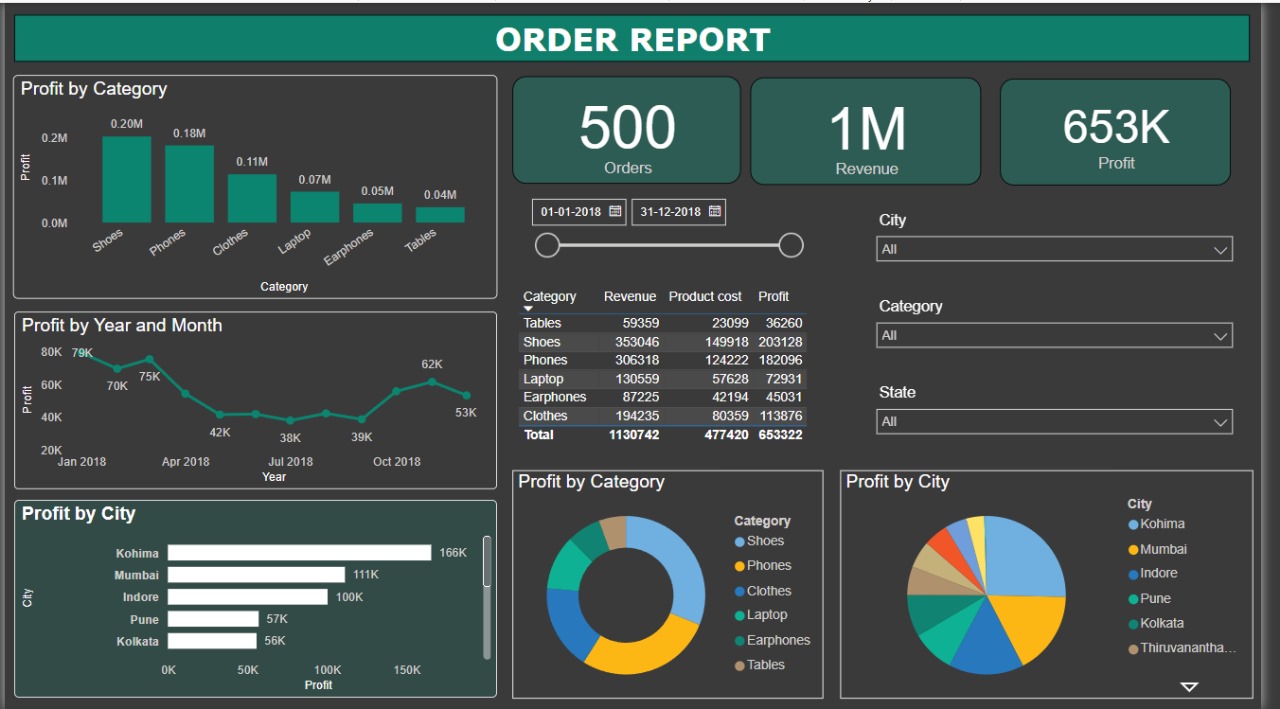 ORDER REPORT
Profit by Category
0.20M
0.18M
0.11M
0.07M
0.05M
0.04M
0.2M
0.1M
0.0M
Profit
Shoes
Phones
Clothes
Laptop
Earphones
Tables
Category
500
Orders
1M
Revenue
653K
Profit
01-01-2018
31-12-2018
City
All
Category
All
State
All
Profit by Year and Month
80K
60K
40K
20K
Profit
79K
70K
75K
42K
38K
39K
62K
53K
Jan 2018
Apr 2018
Jul 2018
Oct 2018
Year
Category Revenue Product cost Profit
Tables 59359 23099 36260
Shoes 353046 149918 203128
Phones 306318 124222 182096
Laptop 130559 57628 72931
Earphones 87225 42194 45031
Clothes 194235 80359 113876
Total 1130742 477420 653322
Profit by City
City
Kohima 166K
Mumbai 111K
Indore 100K
Pune 57K
Kolkata 56K
0K 50K 100K 150K
Profit
Profit by Category
Category
Shoes
Phones
Clothes
Laptop
Earphones
Tables
Profit by City
City
Kohima
Mumbai
Indore
Pune
Kolkata
Thiruvanantha...